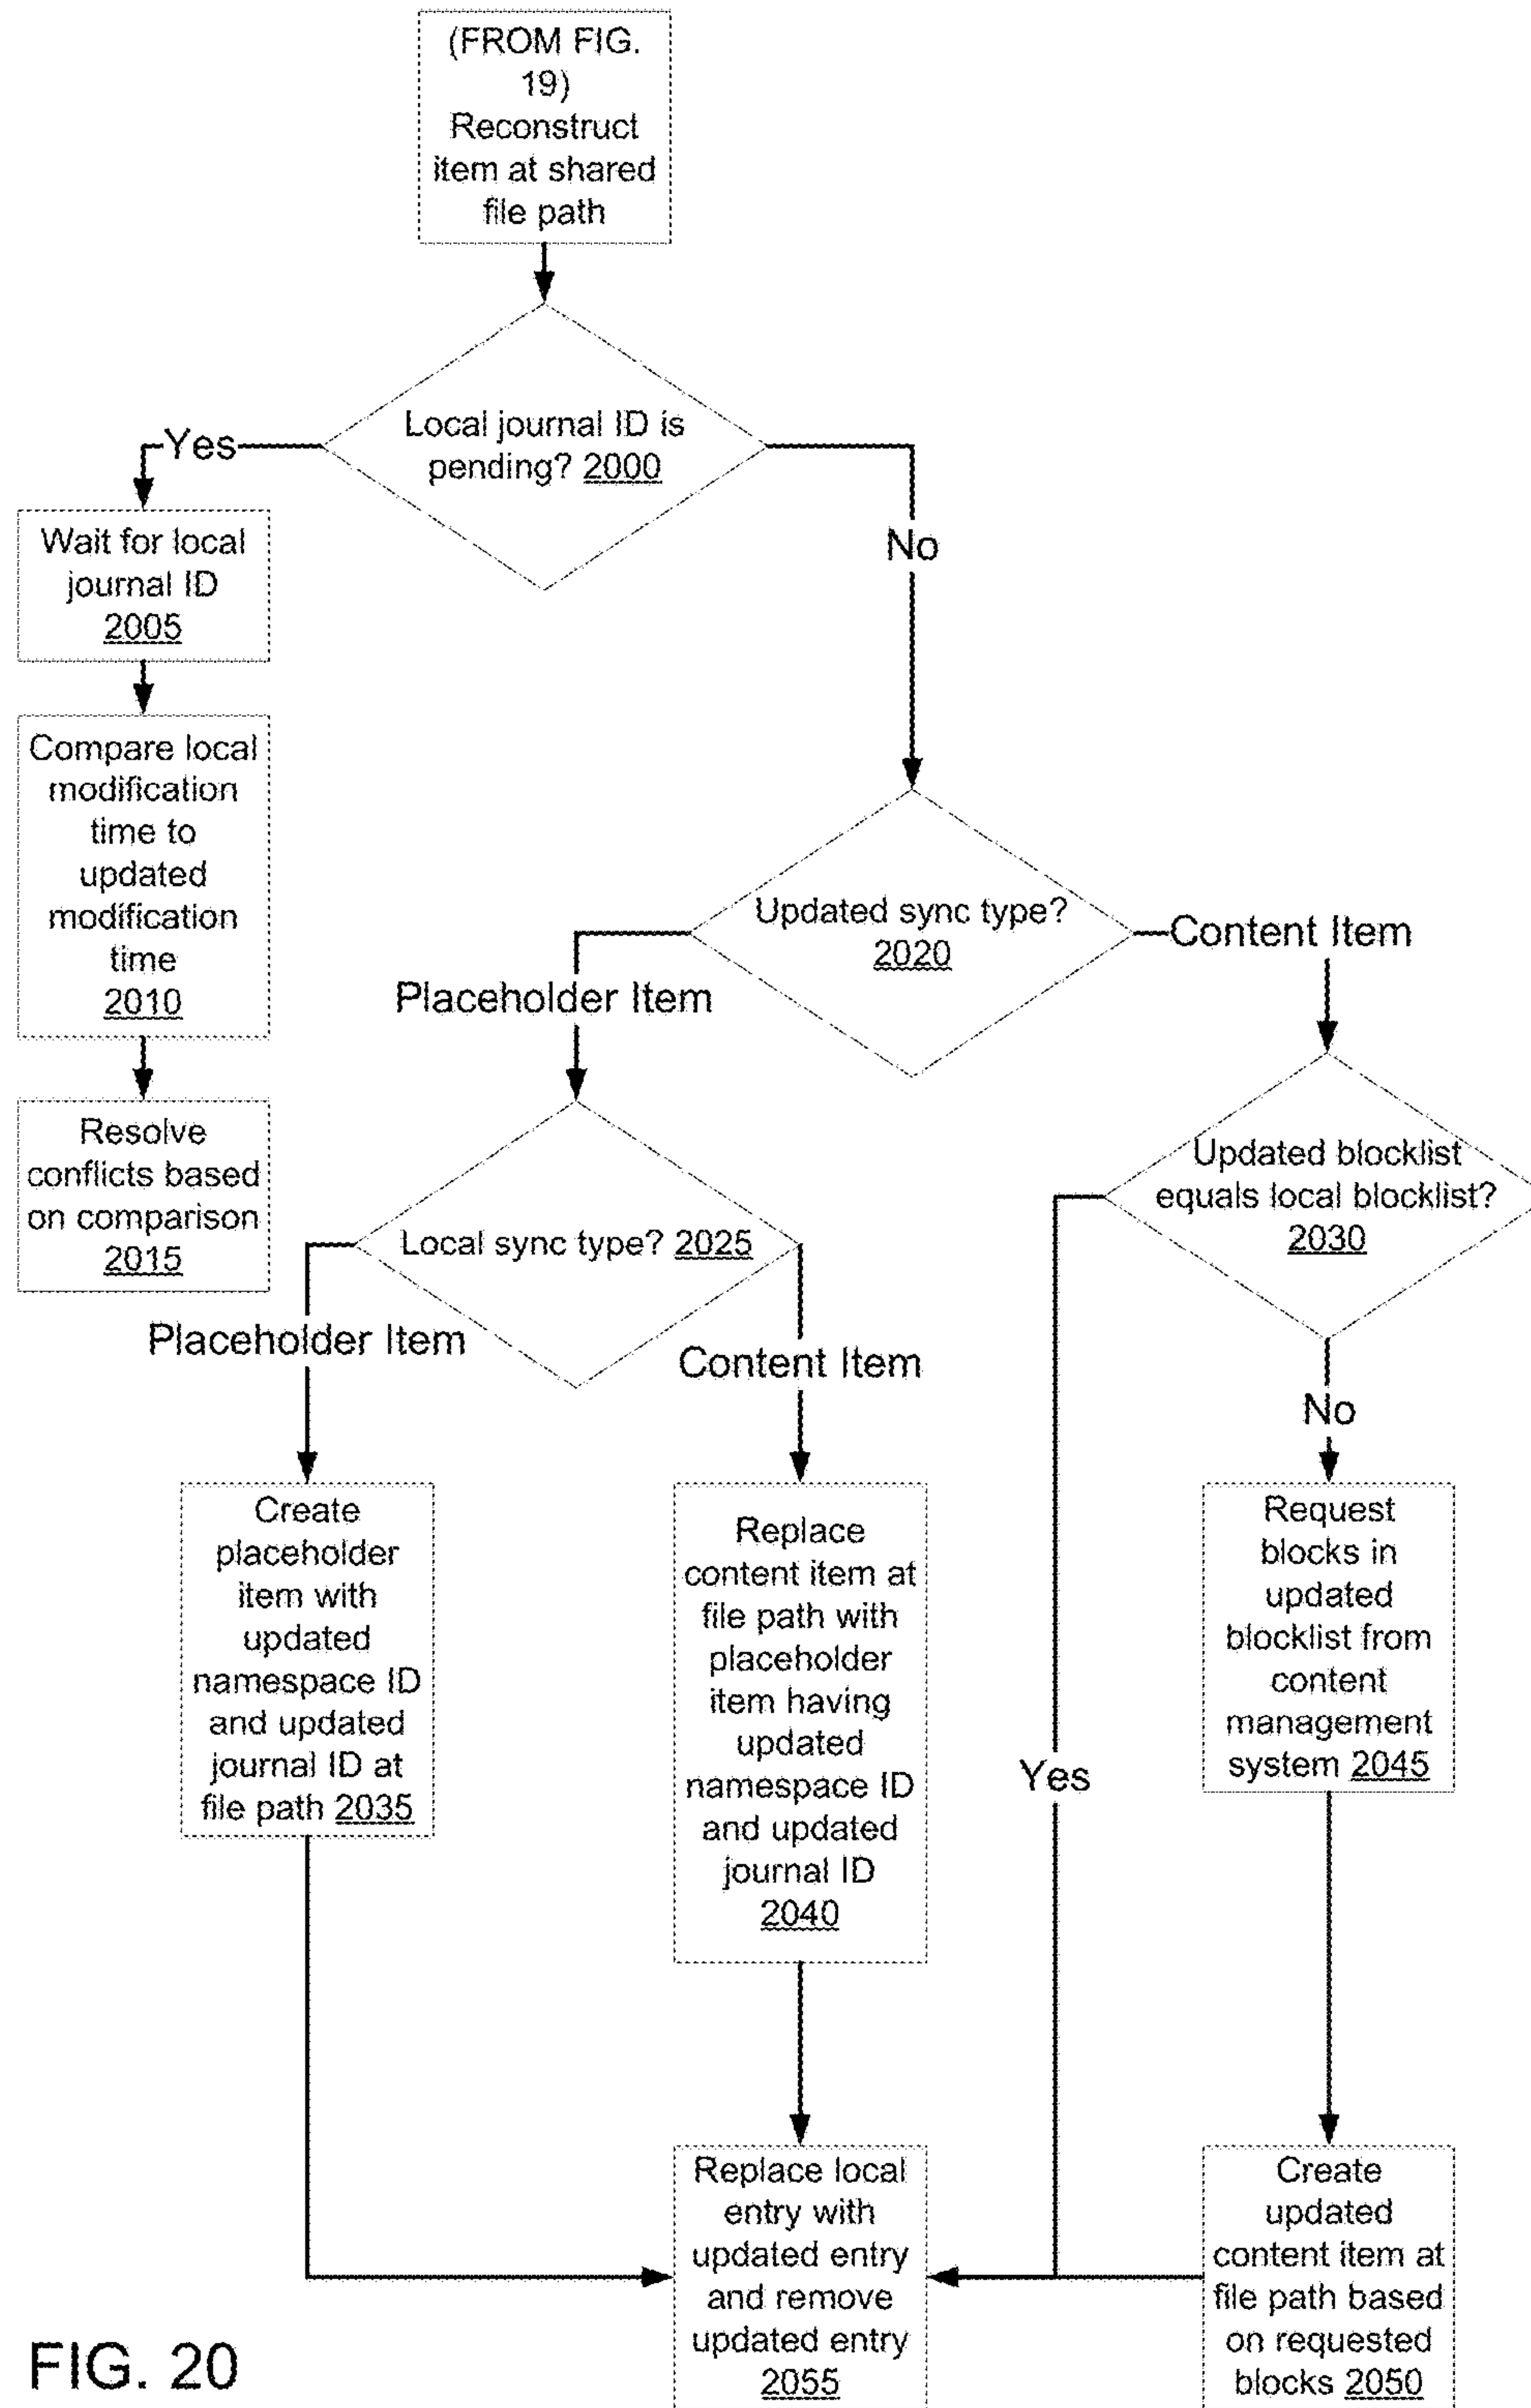 (FROM FIG.
19)
Reconstruct
item at shared
file path
Local journal ID is
pending? 2000
Yes
No
Wait for local
journal ID
2005
Compare local
modification
time to
updated
modification
time
2010
Resolve
conflicts based
on comparison
2015
Updated sync type?
2020
Placeholder Item
Content Item
Local sync type? 2025
Updated blocklist
equals local blocklist?
2030
Placeholder Item
Content Item
No
Yes
Create
placeholder
item with
updated
namespace ID
and updated
journal ID at
file path 2035
Replace
content item at
file path with
placeholder
item having
updated
namespace ID
and updated
journal ID
2040
Request
blocks in
updated
blocklist from
content
management
system 2045
Replace local
entry with
updated entry
and remove
updated entry
2055
Create
updated
content item at
file path based
on requested
blocks 2050
FIG. 20